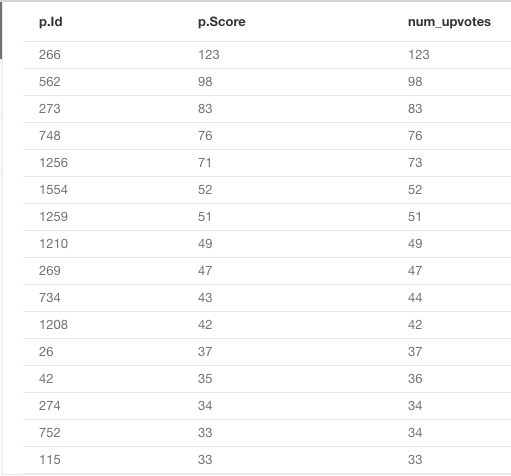 p.Id p.Score num_upvotes
266 123 123
562 98 98
273 83 83
748 76 76
1256 71 73
1554 52 52
1259 51 51
1210 49 49
269 47 47
734 43 44
1208 42 42
26 37 37
42 35 36
274 34 34
752 33 34
115 33 33